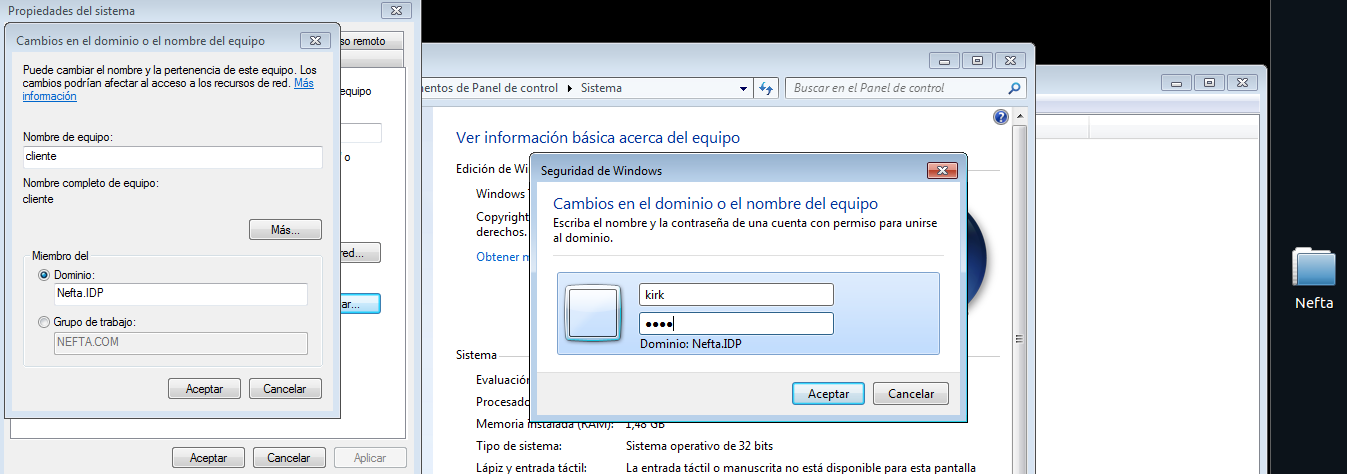 Propiedades del sistema
Cambios en el dominio o el nombre del equipo
so remoto
Puede cambiar el nombre y la pertenencia de este equipo. Los
cambios podrían afectar al acceso a los recursos de red. Más
información
equipo
Nombre de equipo:
cliente
o
Nombre completo de equipo:
cliente
Más...
red...
Miembro del
Dominio:
Nefta.IDP
ar...
Grupo de trabajo:
NEFTA.COM
Aceptar
Cancelar
Aceptar
Cancelar
Aplicar
entos de Panel de control
Sistema
Buscar en el Panel de control
Ver información básica acerca del equipo
Edición de Wi
Windows
Copyright
derechos.
Obtener m
Sistema
Evaluación
Procesado
Memoria instalada (RAM): 1,48 GB
Tipo de sistema: Sistema operativo de 32 bits
Lápiz y entrada táctil: La entrada táctil o manuscrita no está disponible para esta pantalla
Seguridad de Windows
Cambios en el dominio o el nombre del equipo
Escriba el nombre y la contraseña de una cuenta con permiso para unirse
al dominio.
kirk
●●●●
Dominio: Nefta.IDP
Aceptar
Cancelar
Nefta